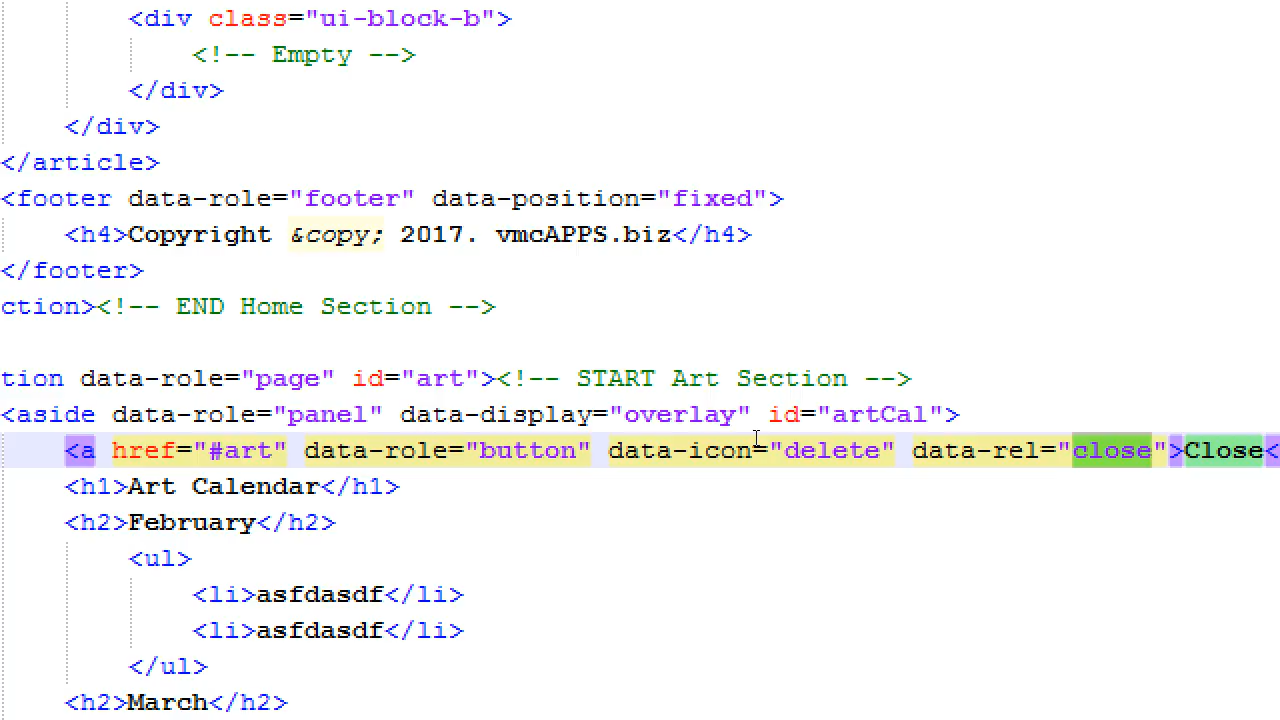 <div class="ui-block-b">
<!-- Empty -->
</div>
</div>
</article>
<footer data-role="footer" data-position="fixed">
<h4>Copyright &copy; 2017. vmcAPPS.biz</h4>
</footer>
ction><!-- END Home Section -->
tion data-role="page" id="art"><!-- START Art Section -->
<aside data-role="panel" data-display="overlay" id="artCal">
<a href="#art" data-role="button" data-icon="delete" data-rel="close">Close<
<h1>Art Calendar</h1>
<h2>February</h2>
<ul>
<li>asfdasdf</li>
<li>asfdasdf</li>
</ul>
<h2>March</h2>